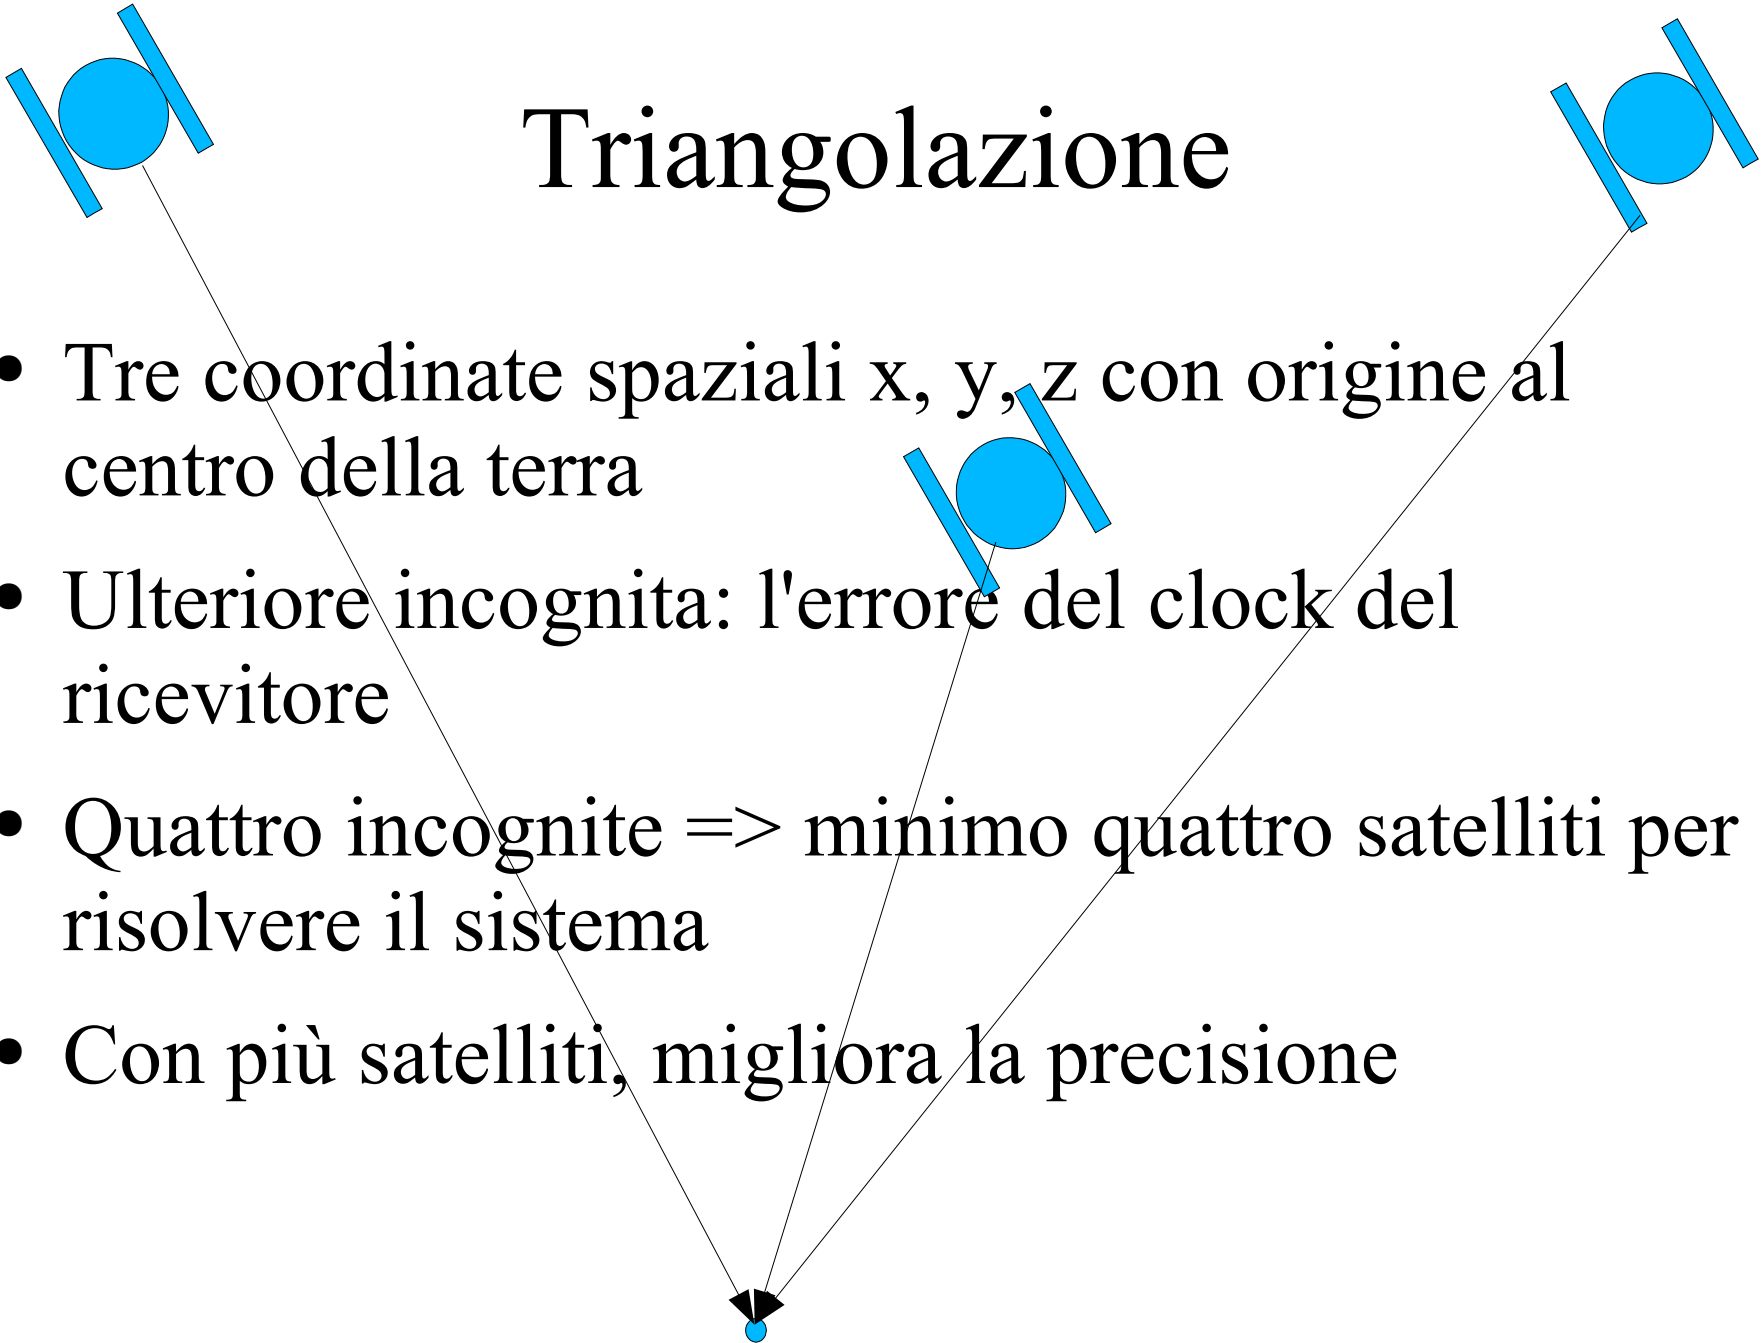 Triangolazione
• Tre coordinate spaziali x, y, z con origine al
centro della terra
• Ulteriore incognita: l'errore del clock del
ricevitore
• Quattro incognite => minimo quattro satelliti per
risolvere il sistema
• Con più satelliti, migliora la precisione